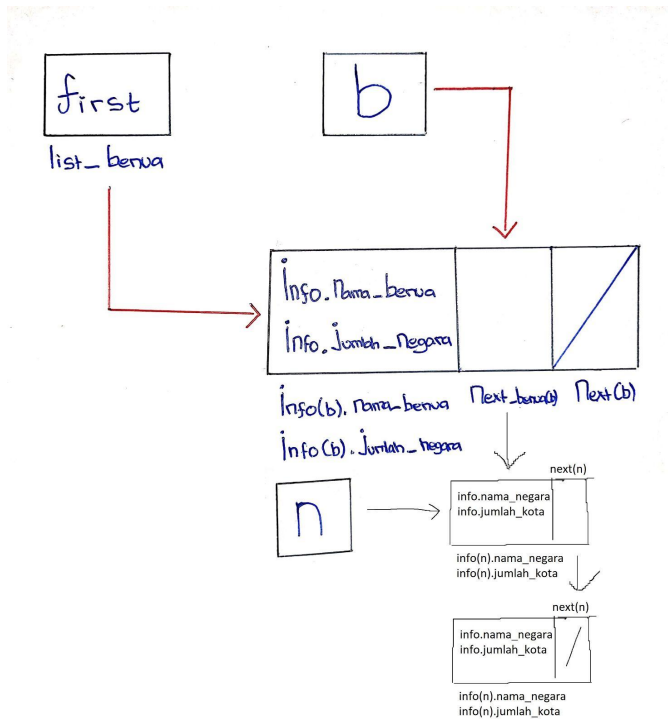 first
b
list_benua
info.nama_benua
info.jumlah_negara
info(b).nama_benua
next_benua(b)
next(b)
info(b).jumlah_negara
next(n)
n
info.nama_negara
info.jumlah_kota
info(n).nama_negara
info(n).jumlah_kota
next(n)
info.nama_negara
info.jumlah_kota
info(n).nama_negara
info(n).jumlah_kota